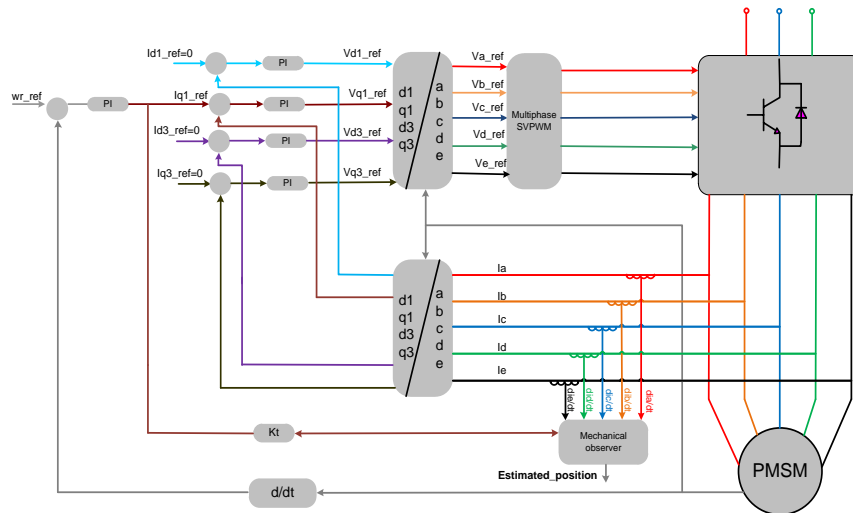 Id1_ref=0
PI
Vd1_ref
Va_ref
wr_ref
PI
Iq1_ref
PI
Vq1_ref
Vb_ref
Id3_ref=0
PI
Vd3_ref
Vc_ref
Iq3_ref=0
PI
Vq3_ref
Vd_ref
Ve_ref
d1
q1
d3
q3
a
b
c
d
e
Multiphase
SVPWM
d1
q1
d3
q3
a
b
c
d
e
Ia
Ib
Ic
Id
Ie
die/dt
did/dt
dic/dt
dib/dt
dia/dt
Kt
Mechanical
observer
Estimated_position
d/dt
PMSM